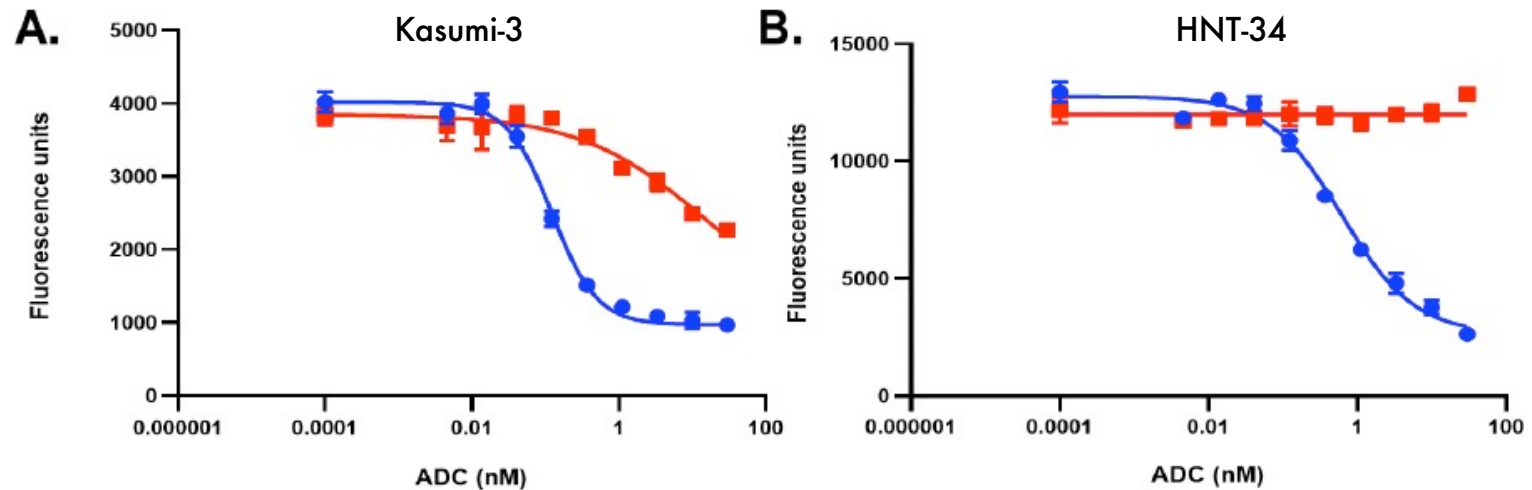 A.
Kasumi-3
Fluorescence units
5000
4000
3000
2000
1000
0
0.000001
0.0001
0.01
1
100
ADC (nM)
B.
HNT-34
Fluorescence units
15000
10000
5000
0
0.000001
0.0001
0.01
1
100
ADC (nM)